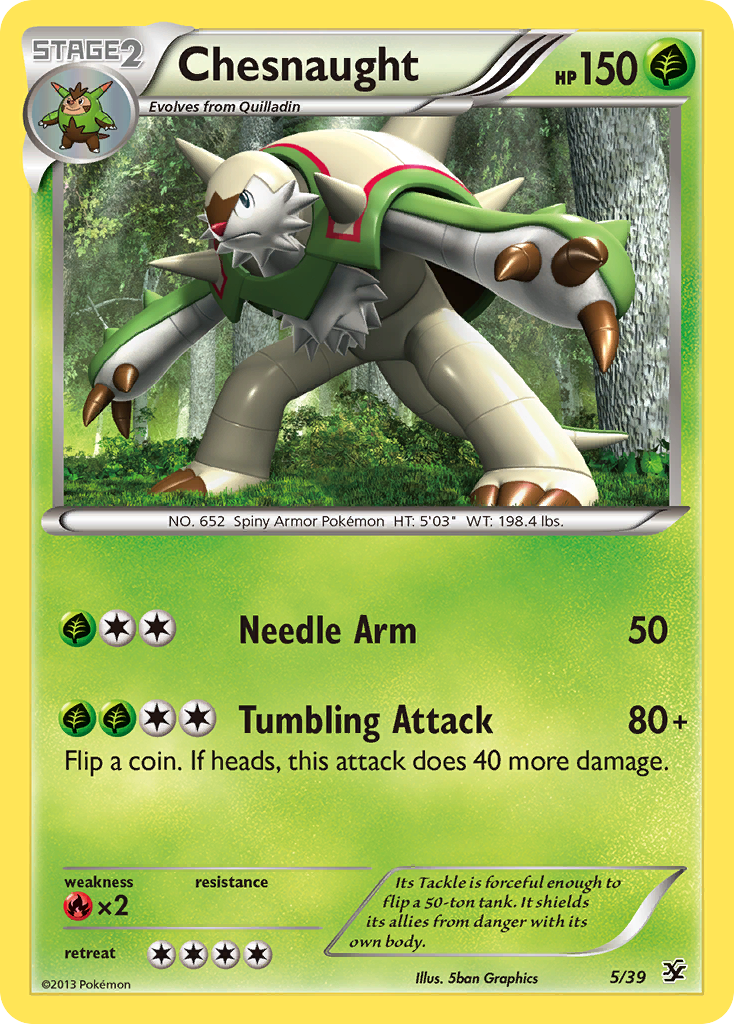 STAGE2
Chesnaught
HP150
Evolves from Quilladin
NO. 652 Spiny Armor Pokémon HT: 5'03" WT: 198.4 lbs.
Needle Arm 50
Tumbling Attack 80+
Flip a coin. If heads, this attack does 40 more damage.
weakness resistance
×2
retreat
Its Tackle is forceful enough to
flip a 50-ton tank. It shields
its allies from danger with its
own body.
©2013 Pokémon
Illus. 5ban Graphics
5/39